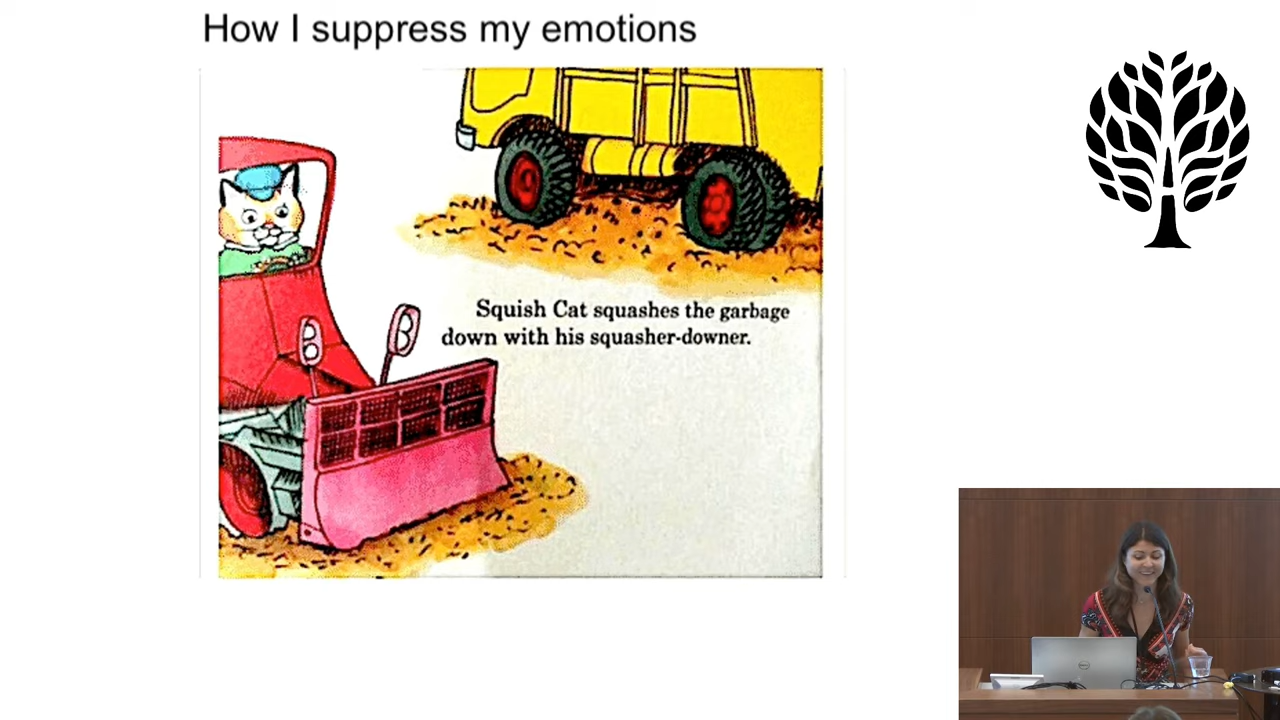 How I suppress my emotions
Squish Cat squashes the garbage
down with his squasher-downer.